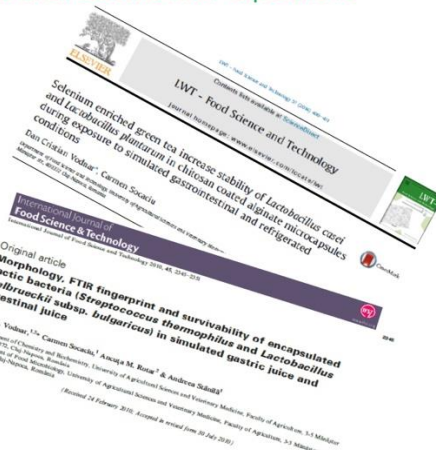 ELSEVIER
Contents lists available at ScienceDirect
LWT - Food Science and Technology
journal homepage: www.elsevier.com/locate/lwt
LWT
Selenium enriched green tea increase stability of Lactobacillus casei
and Lactobacillus plantarum in chitosan coated alginate microcapsules
during exposure to simulated gastrointestinal and refrigerated
conditions
Dan Cristian Vodnar*, Carmen Socaciu
CrossMark
International Journal of
Food Science & Technology
International Journal of Food Science and Technology 2010, 45,
Original article
Morphology, FTIR fingerprint and survivability of encapsulated
lactic bacteria (Streptococcus thermophilus and Lactobacillus
elbrueckii subsp. bulgaricus) in simulated gastric juice and
estinal juice
Vodnar, Carmen Socaciu, Ancuța M. Rotar & Andreea Stănilă
(Received 24 February 2010; Accepted in revised form 30 July 2010)